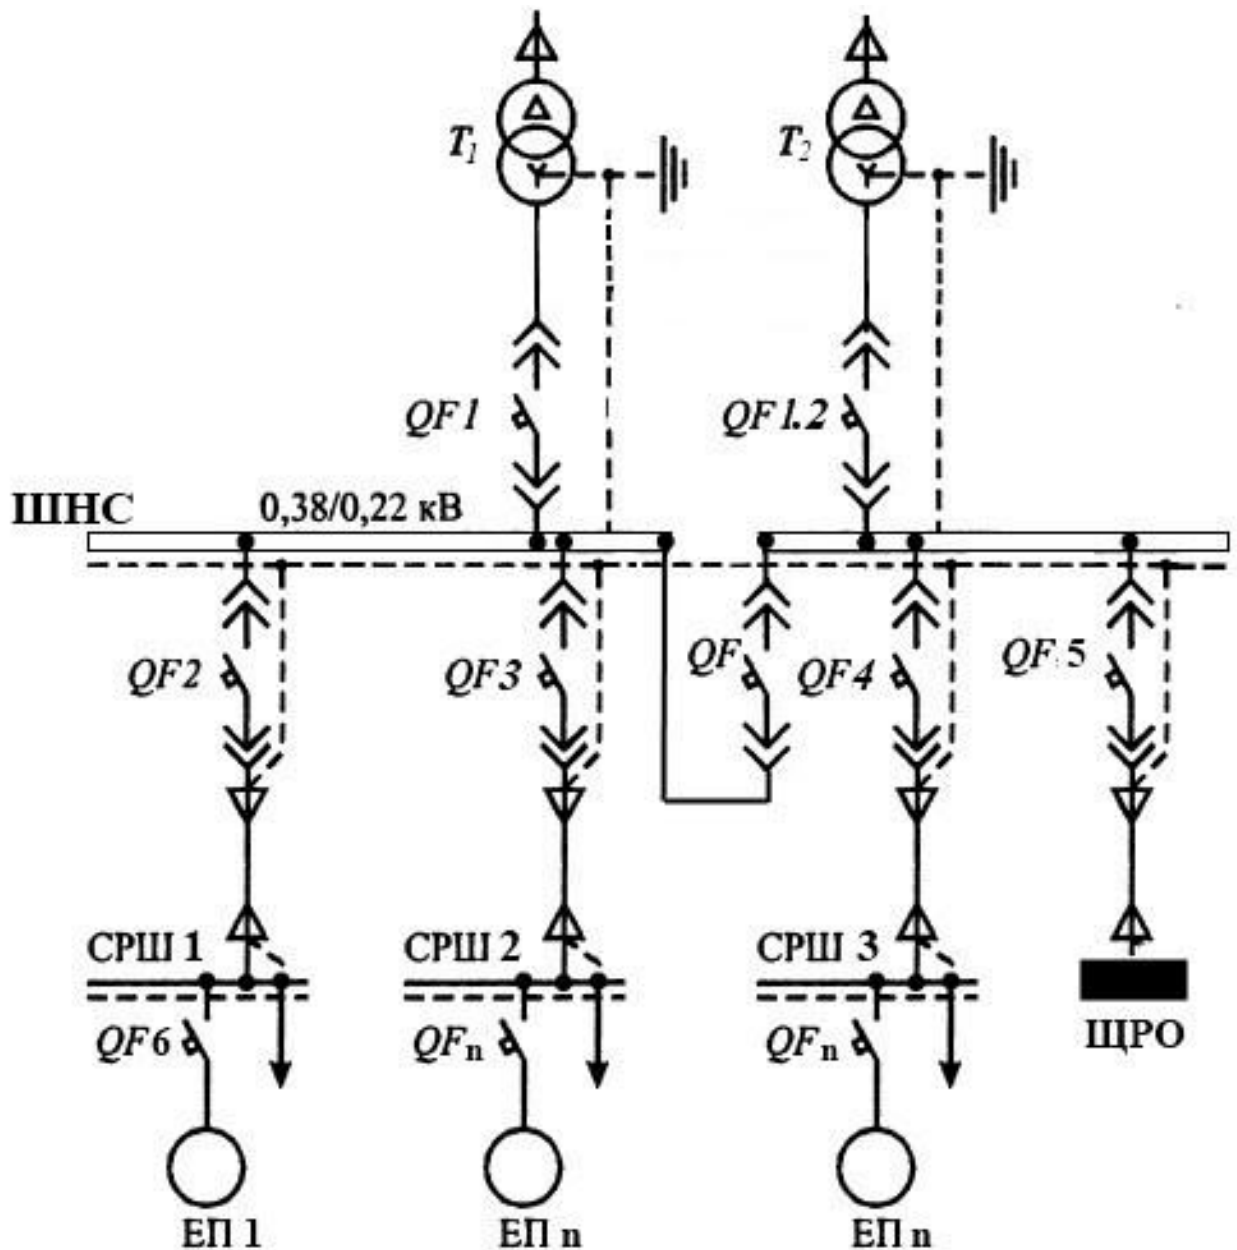 T1 T2
QF1 QF1.2
ШНС 0,38/0,22 кВ
QF2 QF3 QF QF4 QF 5
СРШ 1 СРШ 2 СРШ 3
QF6 QFn QFn ЩРО
ЕП 1 ЕП n ЕП n